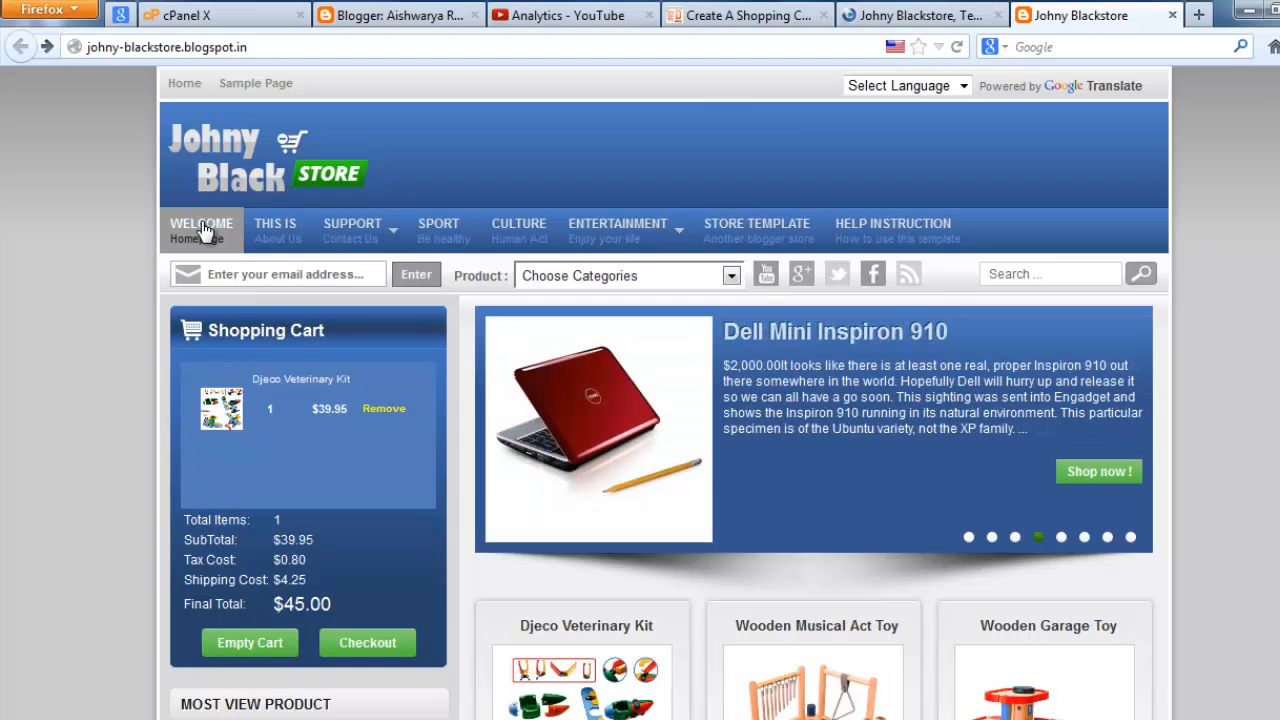 Firefox
cPanel X
Blogger: Aishwarya R...
Analytics - YouTube
Create A Shopping C...
Johny Blackstore, Te...
Johny Blackstore
johny-blackstore.blogspot.in
Google
Home
Sample Page
Select Language
Powered by Google Translate
Johny
Black STORE
WELCOME
THIS IS
SUPPORT
SPORT
CULTURE
ENTERTAINMENT
STORE TEMPLATE
HELP INSTRUCTION
Homepage
About Us
Contact Us
Be healthy
Human Act
Enjoy your life
Another blogger store
How to use this template
Enter your email address...
Enter
Product :
Choose Categories
You Tube
Search ...
Shopping Cart
Djeco Veterinary Kit
1
$39.95
Remove
Total Items: 1
SubTotal: $39.95
Tax Cost: $0.80
Shipping Cost: $4.25
Final Total: $45.00
Empty Cart
Checkout
MOST VIEW PRODUCT
Dell Mini Inspiron 910
$2,000.00It looks like there is at least one real, proper Inspiron 910 out
there somewhere in the world. Hopefully Dell will hurry up and release it
so we can all have a go soon. This sighting was sent into Engadget and
shows the Inspiron 910 running in its natural environment. This particular
specimen is of the Ubuntu variety, not the XP family. ...
Shop now !
Djeco Veterinary Kit
Wooden Musical Act Toy
Wooden Garage Toy